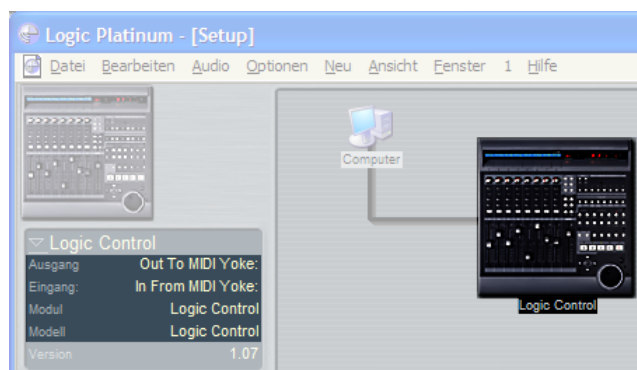 Logic Platinum - [Setup]
Datei Bearbeiten Audio Optionen Neu Ansicht Fenster 1 Hilfe
Computer
Logic Control
Logic Control
Ausgang Out To MIDI Yoke:
Eingang: In From MIDI Yoke:
Modul Logic Control
Modell Logic Control
Version 1.07